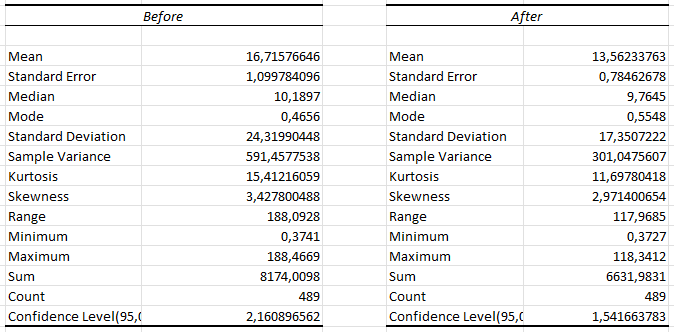 Before After
Mean 16,71576646 Mean 13,56233763
Standard Error 1,099784096 Standard Error 0,78462678
Median 10,1897 Median 9,7645
Mode 0,4656 Mode 0,5548
Standard Deviation 24,31990448 Standard Deviation 17,3507222
Sample Variance 591,4577538 Sample Variance 301,0475607
Kurtosis 15,41216059 Kurtosis 11,69780418
Skewness 3,427800488 Skewness 2,971400654
Range 188,0928 Range 117,9685
Minimum 0,3741 Minimum 0,3727
Maximum 188,4669 Maximum 118,3412
Sum 8174,0098 Sum 6631,9831
Count 489 Count 489
Confidence Level(95,0 2,160896562 Confidence Level(95,0 1,541663783